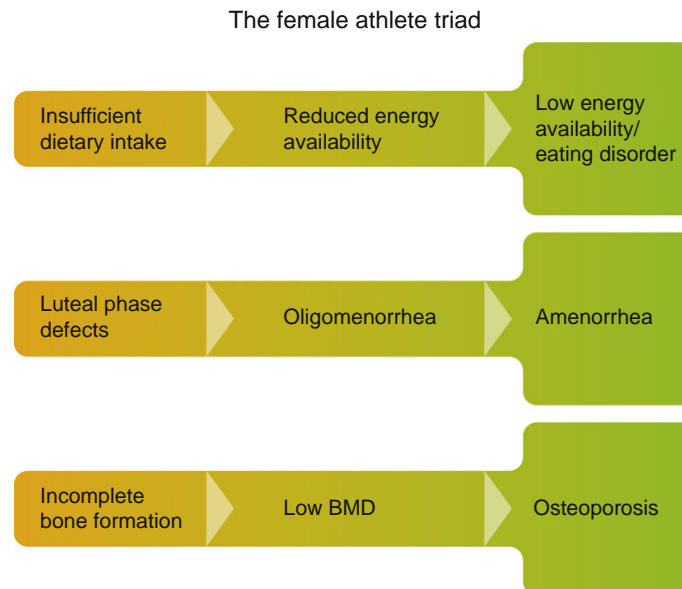 The female athlete triad
Insufficient
dietary intake
Reduced energy
availability
Low energy
availability/
eating disorder
Luteal phase
defects
Oligomenorrhea
Amenorrhea
Incomplete
bone formation
Low BMD
Osteoporosis